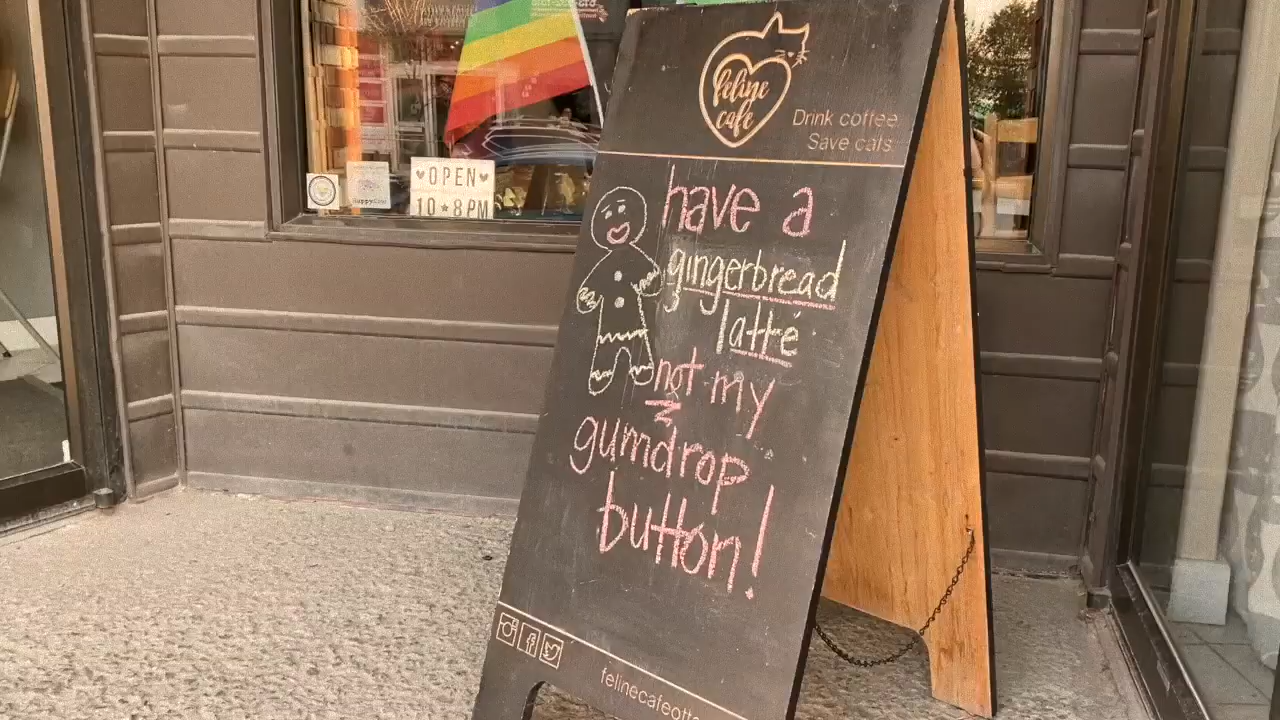 feline
cafe
Drink coffee
Save cats
OPEN
10★8PM
have a
gingerbread
latté
not my
gumdrop
button!
felinecafeotta